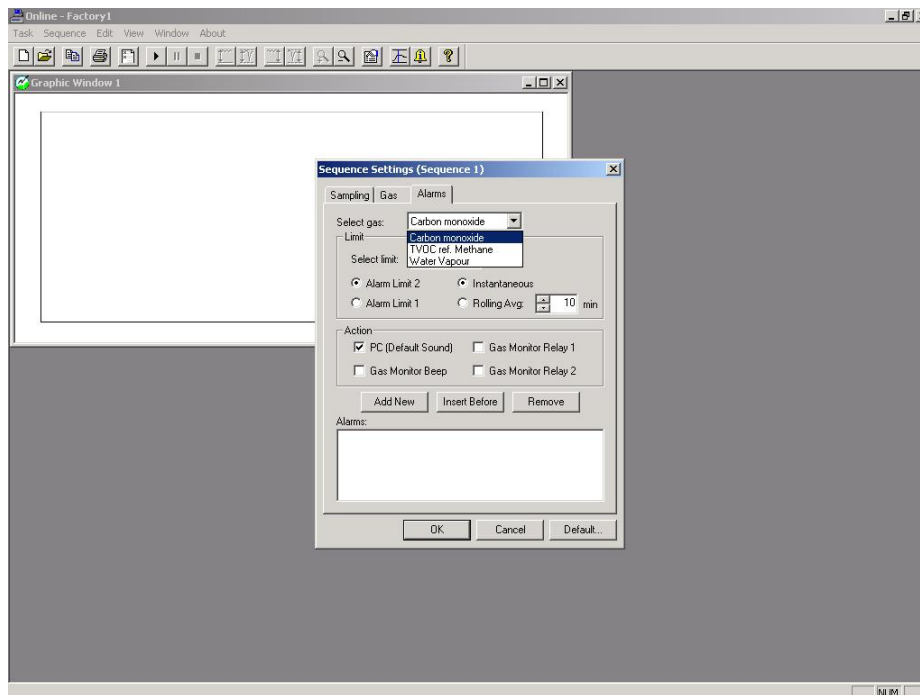 Online - Factory1
Task Sequence Edit View Window About
Graphic Window 1
Sequence Settings (Sequence 1)
Sampling Gas Alarms
Select gas: Carbon monoxide
Carbon monoxide
TVOC ref. Methane
Water Vapour
Limit
Select limit:
Alarm Limit 2 Instantaneous
Alarm Limit 1 Rolling Avg: 10 min
Action
PC (Default Sound) Gas Monitor Relay 1
Gas Monitor Beep Gas Monitor Relay 2
Add New Insert Before Remove
Alarms:
OK Cancel Default...
NUM